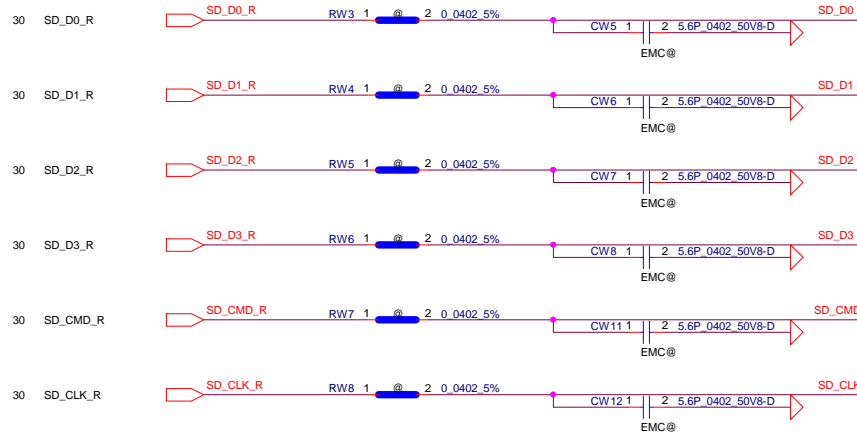 30 SD_D0_R SD_D0_R RW3 1 @ 2 0_0402_5% SD_D0
CW5 1 2 5.6P_0402_50V8-D
EMC@
30 SD_D1_R SD_D1_R RW4 1 @ 2 0_0402_5% SD_D1
CW6 1 2 5.6P_0402_50V8-D
EMC@
30 SD_D2_R SD_D2_R RW5 1 @ 2 0_0402_5% SD_D2
CW7 1 2 5.6P_0402_50V8-D
EMC@
30 SD_D3_R SD_D3_R RW6 1 @ 2 0_0402_5% SD_D3
CW8 1 2 5.6P_0402_50V8-D
EMC@
30 SD_CMD_R SD_CMD_R RW7 1 @ 2 0_0402_5% SD_CMD
CW11 1 2 5.6P_0402_50V8-D
EMC@
30 SD_CLK_R SD_CLK_R RW8 1 @ 2 0_0402_5% SD_CLK
CW12 1 2 5.6P_0402_50V8-D
EMC@